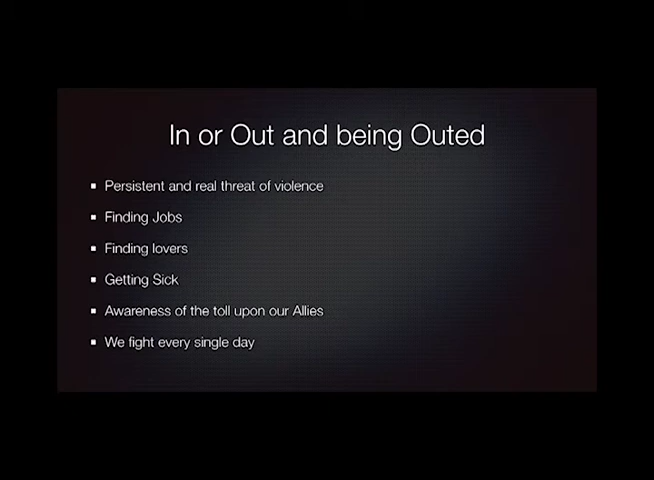 In or Out and being Outed
▪ Persistent and real threat of violence
▪ Finding Jobs
▪ Finding lovers
▪ Getting Sick
▪ Awareness of the toll upon our Allies
▪ We fight every single day